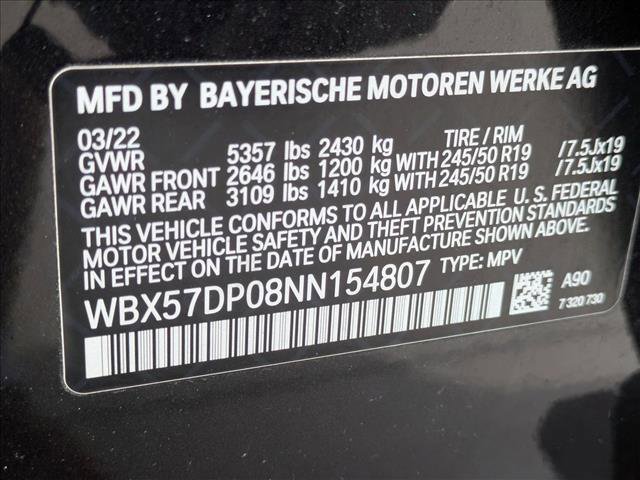 MFD BY BAYERISCHE MOTOREN WERKE AG
03/22 TIRE / RIM
GVWR 5357 lbs 2430 kg
GAWR FRONT 2646 lbs 1200 kg WITH 245/50 R19 /7.5Jx19
GAWR REAR 3109 lbs 1410 kg WITH 245/50 R19 /7.5Jx19
THIS VEHICLE CONFORMS TO ALL APPLICABLE U. S. FEDERAL
MOTOR VEHICLE SAFETY AND THEFT PREVENTION STANDARDS
IN EFFECT ON THE DATE OF MANUFACTURE SHOWN ABOVE.
WBX57DP08NN154807 TYPE: MPV
A90
7 320 730